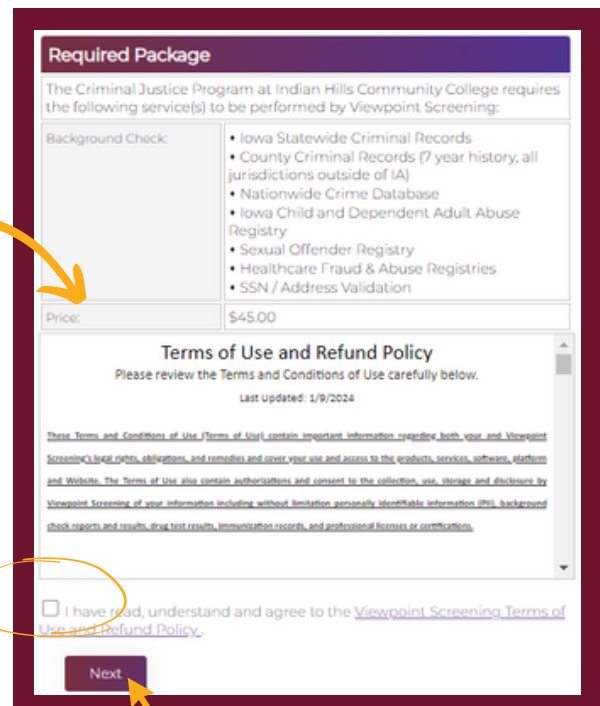 Required Package
The Criminal Justice Program at Indian Hills Community College requires
the following service(s) to be performed by Viewpoint Screening:
Background Check:
• Iowa Statewide Criminal Records
• County Criminal Records (7 year history, all
jurisdictions outside of IA)
• Nationwide Crime Database
• Iowa Child and Dependent Adult Abuse
Registry
• Sexual Offender Registry
• Healthcare Fraud & Abuse Registries
• SSN / Address Validation
Price:
$45.00
Terms of Use and Refund Policy
Please review the Terms and Conditions of Use carefully below.
Last Updated: 1/9/2024
These Terms and Conditions of Use (Terms of Use) contain important information regarding both your and Viewpoint
Screening's legal rights, obligations, and remedies and cover your use and access to the products, services, software, platform
and Website. The Terms of Use also contain authorizations and consent to the collection, use, storage and disclosure by
Viewpoint Screening of your information including without limitation personally identifiable information (PII), background
check reports and results, drug test results, immunization records, and professional licenses or certifications.
I have read, understand and agree to the Viewpoint Screening Terms of
Use and Refund Policy .
Next